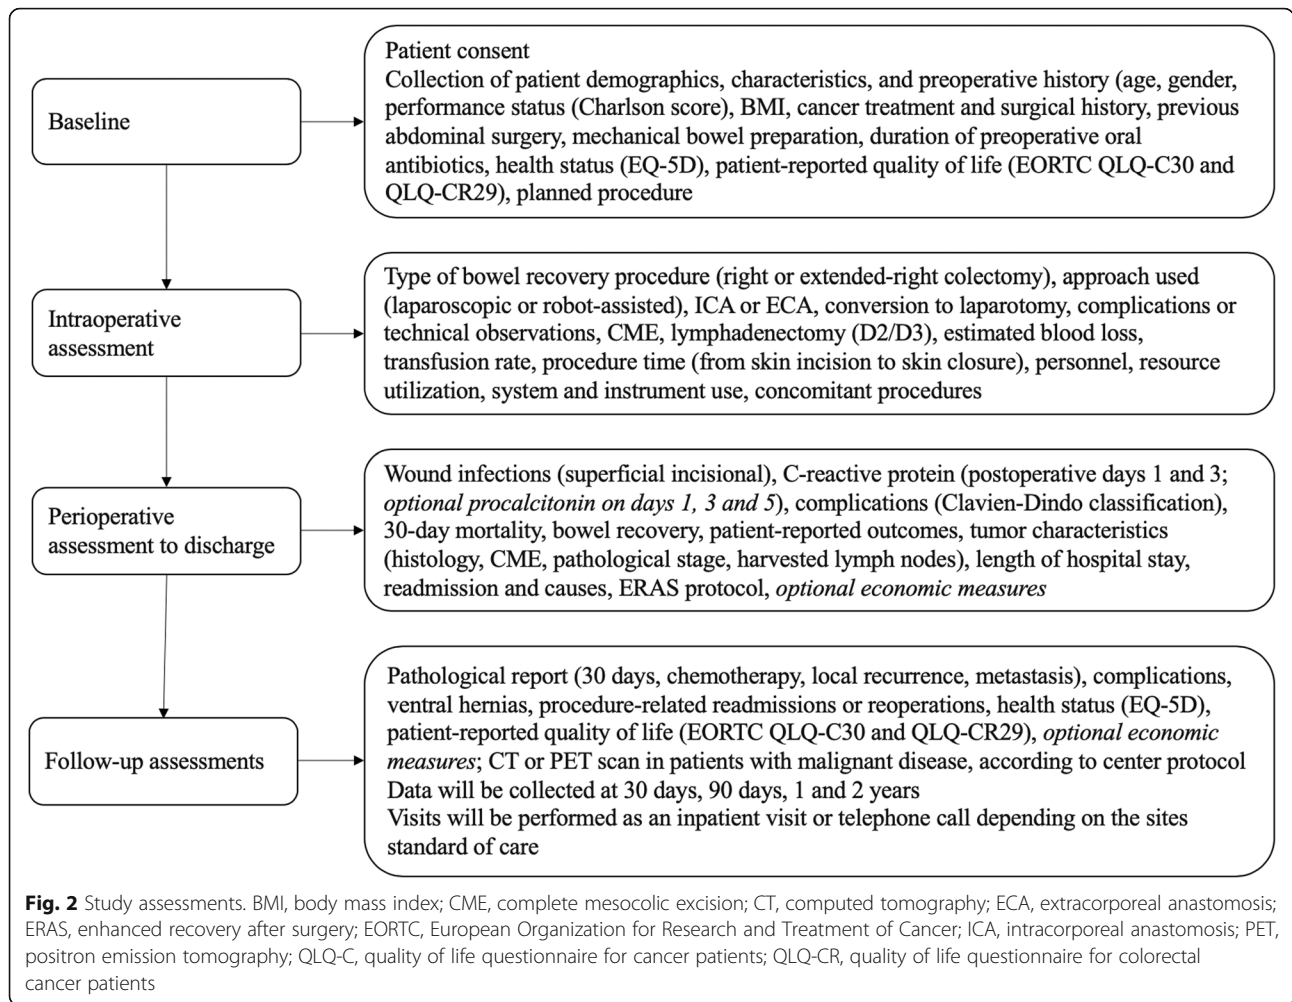 Baseline
Patient consent
Collection of patient demographics, characteristics, and preoperative history (age, gender,
performance status (Charlson score), BMI, cancer treatment and surgical history, previous
abdominal surgery, mechanical bowel preparation, duration of preoperative oral
antibiotics, health status (EQ-5D), patient-reported quality of life (EORTC QLQ-C30 and
QLQ-CR29), planned procedure
Intraoperative
assessment
Type of bowel recovery procedure (right or extended-right colectomy), approach used
(laparoscopic or robot-assisted), ICA or ECA, conversion to laparotomy, complications or
technical observations, CME, lymphadenectomy (D2/D3), estimated blood loss,
transfusion rate, procedure time (from skin incision to skin closure), personnel, resource
utilization, system and instrument use, concomitant procedures
Perioperative
assessment to discharge
Wound infections (superficial incisional), C-reactive protein (postoperative days 1 and 3;
optional procalcitonin on days 1, 3 and 5), complications (Clavien-Dindo classification),
30-day mortality, bowel recovery, patient-reported outcomes, tumor characteristics
(histology, CME, pathological stage, harvested lymph nodes), length of hospital stay,
readmission and causes, ERAS protocol, optional economic measures
Follow-up assessments
Pathological report (30 days, chemotherapy, local recurrence, metastasis), complications,
ventral hernias, procedure-related readmissions or reoperations, health status (EQ-5D),
patient-reported quality of life (EORTC QLQ-C30 and QLQ-CR29), optional economic
measures; CT or PET scan in patients with malignant disease, according to center protocol
Data will be collected at 30 days, 90 days, 1 and 2 years
Visits will be performed as an inpatient visit or telephone call depending on the sites
standard of care
Fig. 2 Study assessments. BMI, body mass index; CME, complete mesocolic excision; CT, computed tomography; ECA, extracorporeal anastomosis;
ERAS, enhanced recovery after surgery; EORTC, European Organization for Research and Treatment of Cancer; ICA, intracorporeal anastomosis; PET,
positron emission tomography; QLQ-C, quality of life questionnaire for cancer patients; QLQ-CR, quality of life questionnaire for colorectal
cancer patients